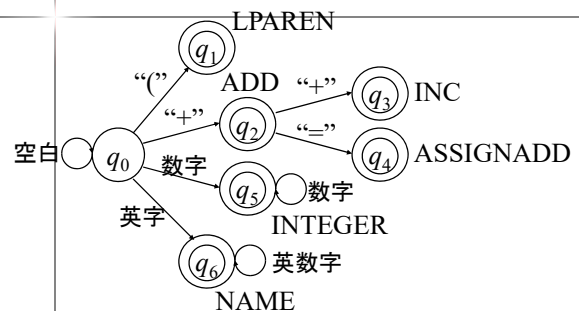 LPAREN
q1
“(”
ADD
“+”
“+”
q2
q3
INC
“=”
空白
q0
数字
q4
ASSIGNADD
q5
数字
英字
INTEGER
q6
英数字
NAME